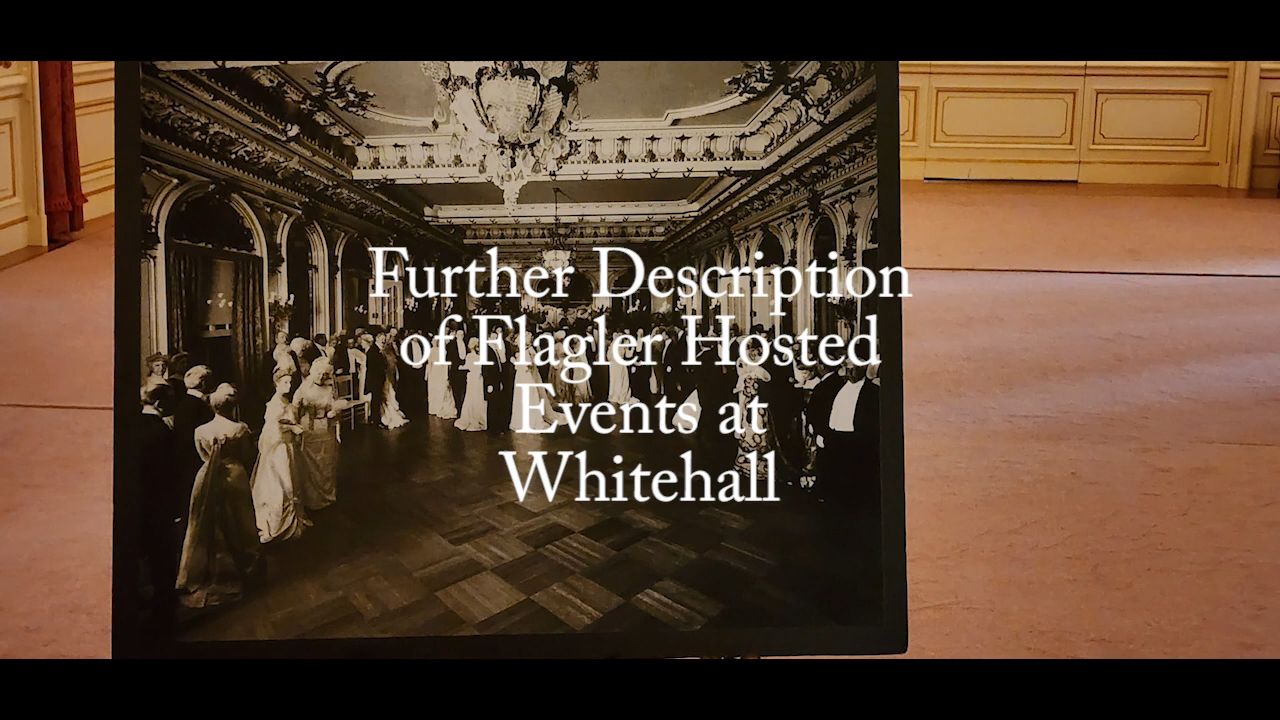 Further Description
of Flagler Hosted
Events at
Whitehall